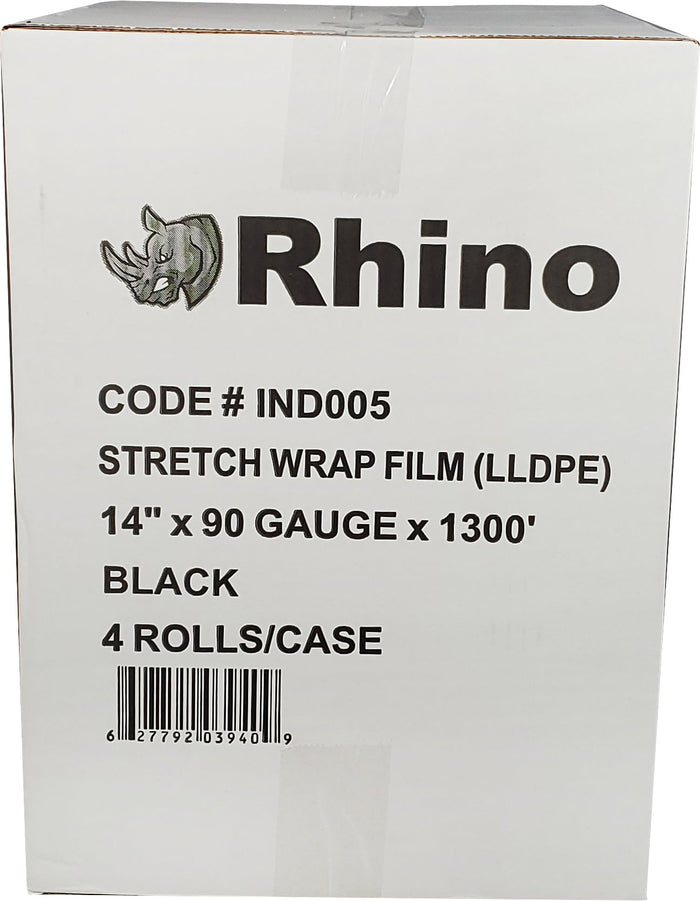 Rhino
CODE # IND005
STRETCH WRAP FILM (LLDPE)
14" x 90 GAUGE x 1300'
BLACK
4 ROLLS/CASE
6 27792 03940 9